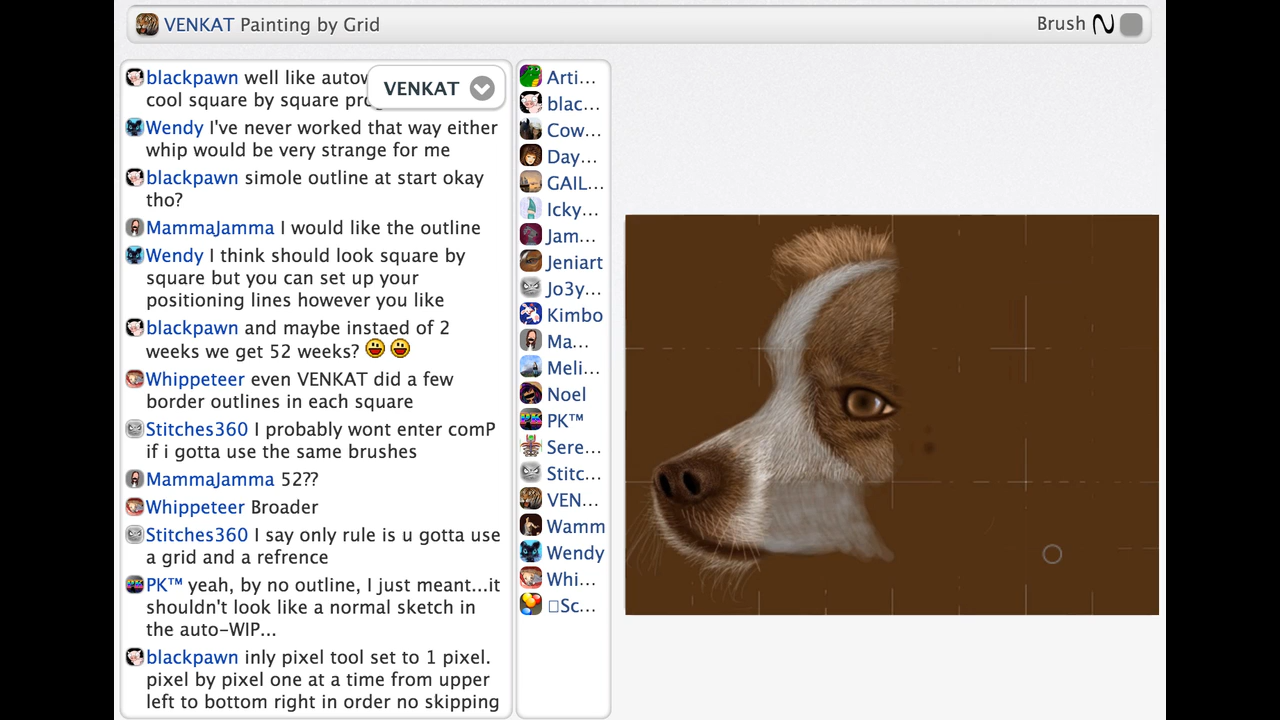 VENKAT Painting by Grid
Brush
VENKAT
blackpawn well like
cool square by square
Wendy I've never worked that way either
whip would be very strange for me
blackpawn simole outline at start okay
tho?
MammaJamma I would like the outline
Wendy I think should look square by
square but you can set up your
positioning lines however you like
blackpawn and maybe instaed of 2
weeks we get 52 weeks?
Whippeteer even VENKAT did a few
border outlines in each square
Stitches360 I probably wont enter comP
if i gotta use the same brushes
MammaJamma 52??
Whippeteer Broader
Stitches360 I say only rule is u gotta use
a grid and a refrence
PK™ yeah, by no outline, I just meant...it
shouldn't look like a normal sketch in
the auto-WIP...
blackpawn inly pixel tool set to 1 pixel.
pixel by pixel one at a time from upper
left to bottom right in order no skipping
Arti...
blac...
Cow...
Day...
GAIL...
Icky...
Jam...
Jeniart
Jo3y...
Kimbo
Ma...
Meli...
Noel
PK™
Sere...
Stitc...
VEN...
Wamm
Wendy
Whi...
Sc...